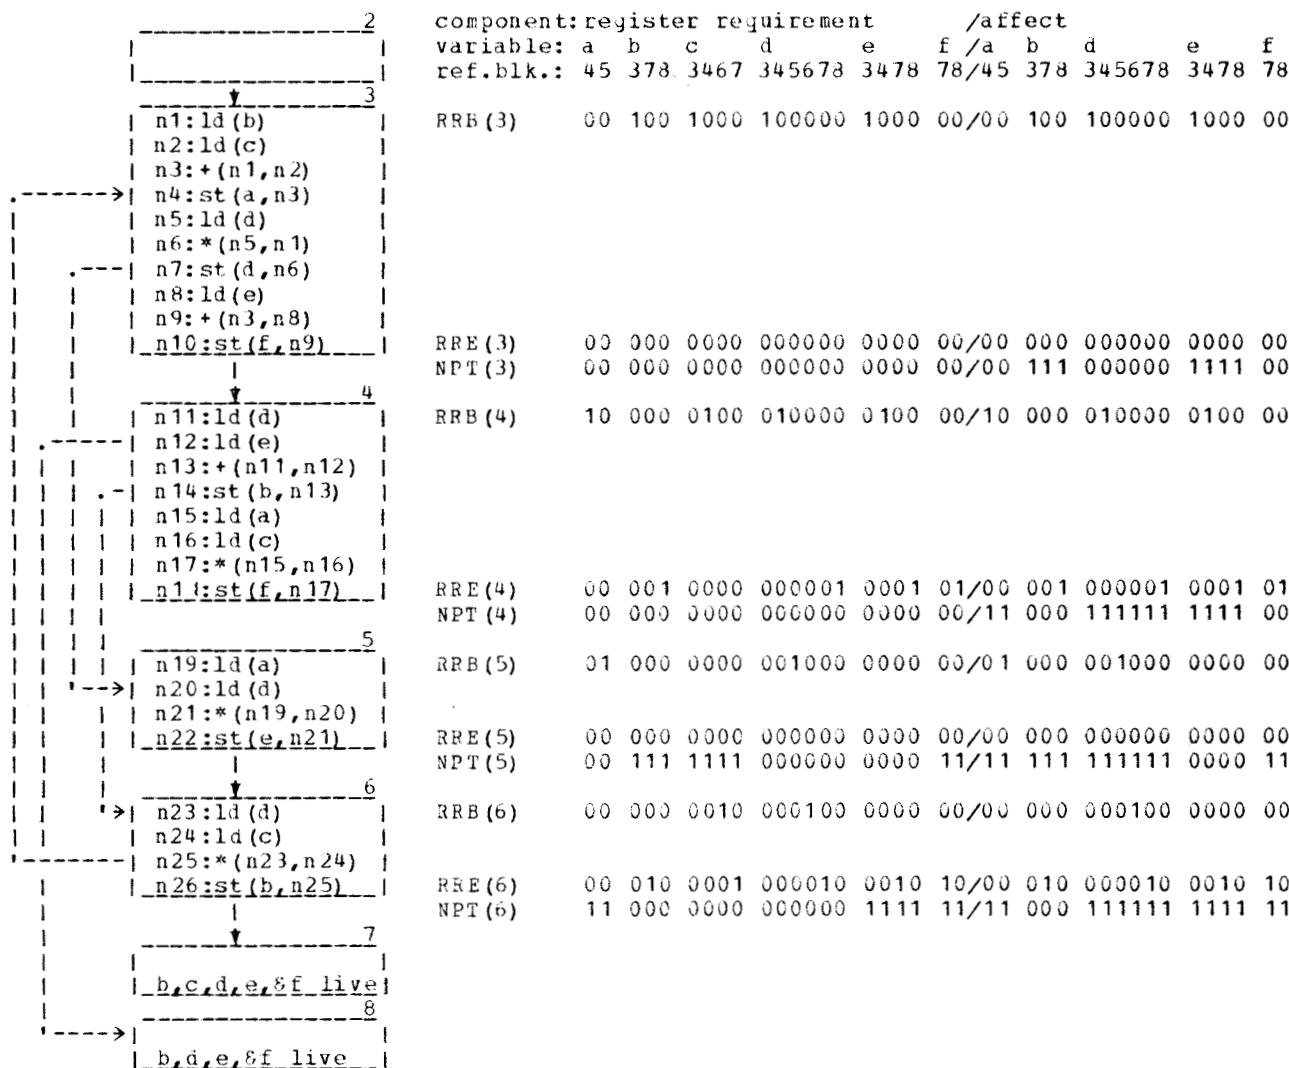 component: register requirement /affect
2 variable: a b c d e f /a b d e f
ref.blk.: 45 378 3467 345678 3478 78/45 378 345678 3478 78
3
n1:ld(b) RRB(3) 00 100 1000 100000 1000 00/00 100 100000 1000 00
n2:ld(c)
n3:+(n1,n2)
n4:st(a,n3)
n5:ld(d)
n6:*(n5,n1)
n7:st(d,n6)
n8:ld(e)
n9:+(n3,n8)
n10:st(f,n9) RRE(3) 00 000 0000 000000 0000 00/00 000 000000 0000 00
NPT(3) 00 000 0000 000000 0000 00/00 111 000000 1111 00
4
n11:ld(d) RRB(4) 10 000 0100 010000 0100 00/10 000 010000 0100 00
n12:ld(e)
n13:+(n11,n12)
n14:st(b,n13)
n15:ld(a)
n16:ld(c)
n17:*(n15,n16)
n18:st(f,n17) RRE(4) 00 001 0000 000001 0001 01/00 001 000001 0001 01
NPT(4) 00 000 0000 000000 0000 00/11 000 111111 1111 00
5
n19:ld(a) RRB(5) 01 000 0000 001000 0000 00/01 000 001000 0000 00
n20:ld(d)
n21:*(n19,n20)
n22:st(e,n21) RRE(5) 00 000 0000 000000 0000 00/00 000 000000 0000 00
NPT(5) 00 111 1111 000000 0000 11/11 111 111111 0000 11
6
n23:ld(d) RRB(6) 00 000 0010 000100 0000 00/00 000 000100 0000 00
n24:ld(c)
n25:*(n23,n24)
n26:st(b,n25) RRE(6) 00 010 0001 000010 0010 10/00 010 000010 0010 10
NPT(6) 11 000 0000 000000 1111 11/11 000 111111 1111 11
7
b,c,d,e,&f live
8
b,d,e,&f live